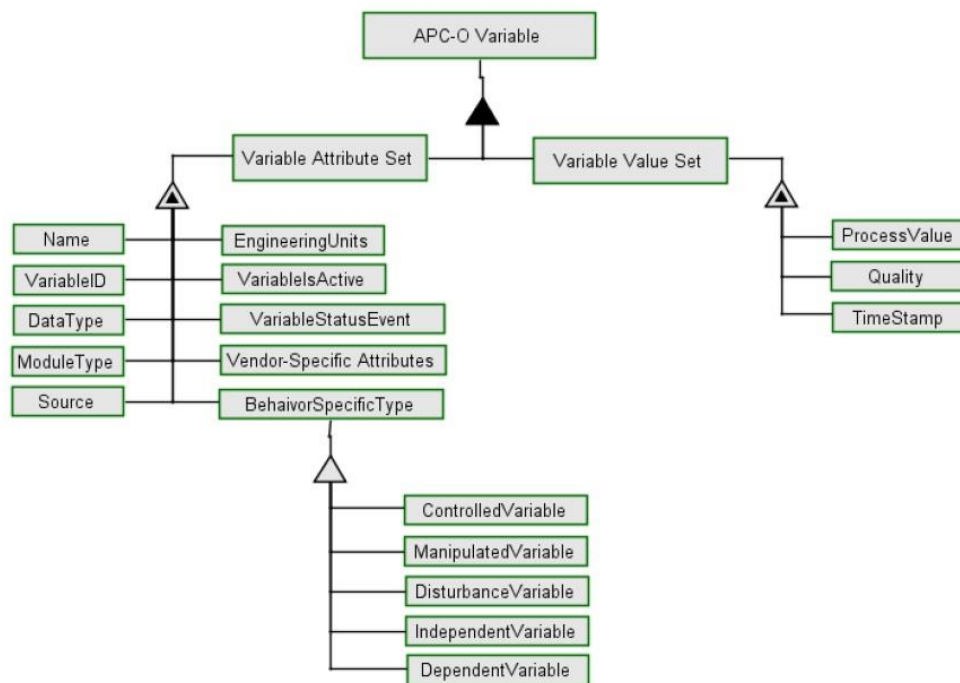 APC-O Variable
Variable Attribute Set
Variable Value Set
Name
EngineeringUnits
ProcessValue
VariableID
VariableIsActive
Quality
DataType
VariableStatusEvent
TimeStamp
ModuleType
Vendor-Specific Attributes
Source
BehaivorSpecificType
ControlledVariable
ManipulatedVariable
DisturbanceVariable
IndependentVariable
DependentVariable